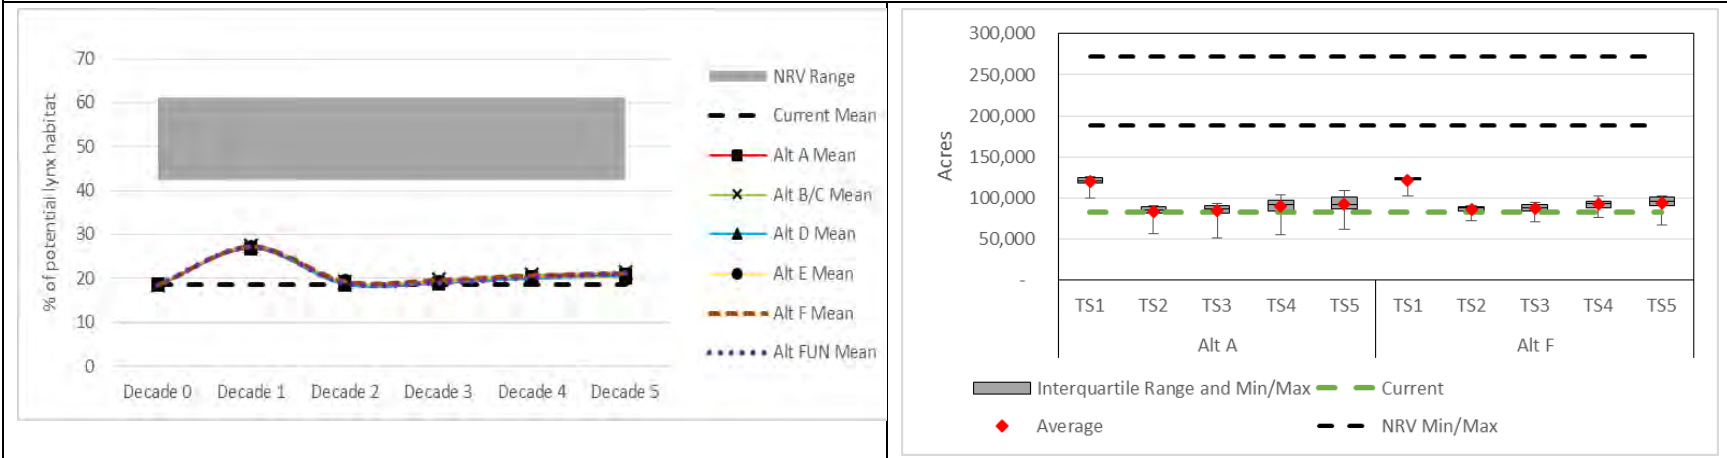 70
60
50
40
30
20
10
0
% of potential lynx habitat
Decade 0 Decade 1 Decade 2 Decade 3 Decade 4 Decade 5
NRV Range
Current Mean
Alt A Mean
Alt B/C Mean
Alt D Mean
Alt E Mean
Alt F Mean
Alt FUN Mean
300,000
250,000
200,000
150,000
100,000
50,000
-
Acres
TS1 TS2 TS3 TS4 TS5 TS1 TS2 TS3 TS4 TS5
Alt A Alt F
Interquartile Range and Min/Max Current
Average NRV Min/Max